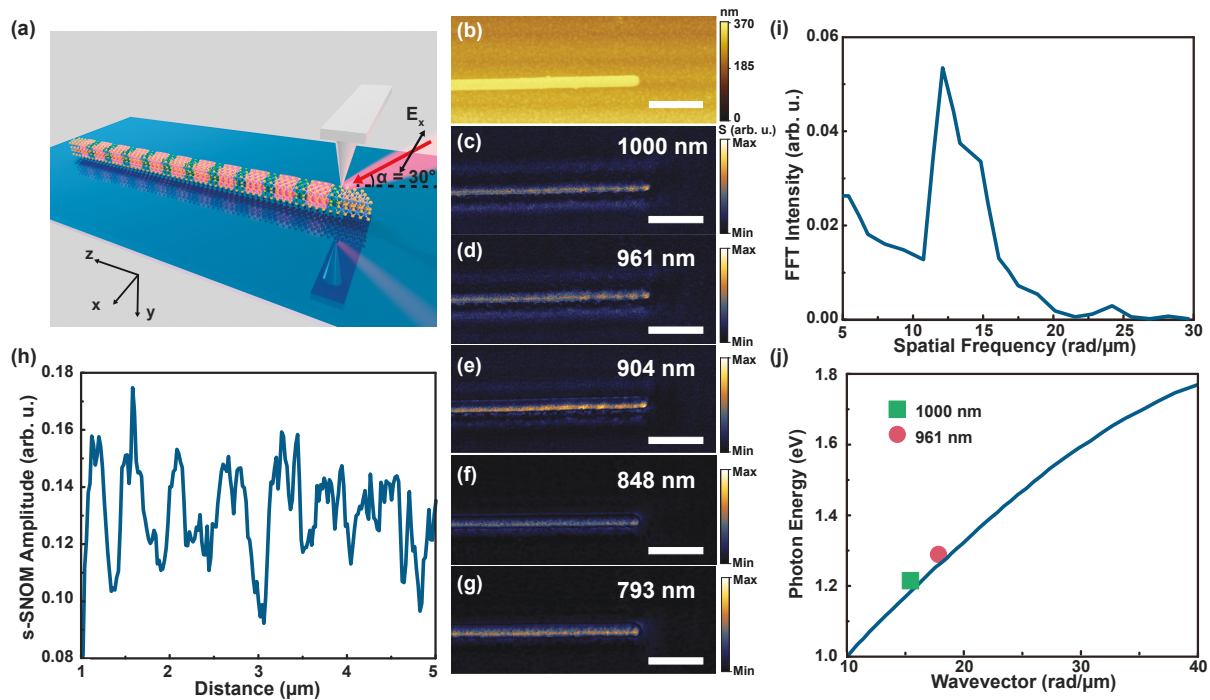 (a)
E_x
α = 30°
z
x
y
(b)
nm
370
185
0
S (arb. u.)
(c)
1000 nm
Max
Min
(d)
961 nm
Max
Min
(e)
904 nm
Max
Min
(f)
848 nm
Max
Min
(g)
793 nm
Max
Min
(h)
s-SNOM Amplitude (arb. u.)
0.18
0.16
0.14
0.12
0.10
0.08
1 2 3 4 5
Distance (µm)
(i)
FFT Intensity (arb. u.)
0.06
0.04
0.02
0.00
5 10 15 20 25 30
Spatial Frequency (rad/µm)
(j)
Photon Energy (eV)
1.8
1.6
1.4
1.2
1.0
1000 nm
961 nm
10 20 30 40
Wavevector (rad/µm)